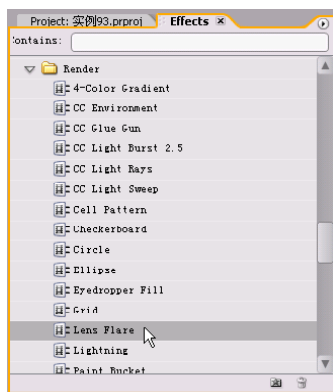 Project: 实例93.prproj Effects ×
ontains:
Render
4-Color Gradient
CC Environment
CC Glue Gun
CC Light Burst 2.5
CC Light Rays
CC Light Sweep
Cell Pattern
Checkerboard
Circle
Ellipse
Eyedropper Fill
Grid
Lens Flare
Lightning
Paint Bucket